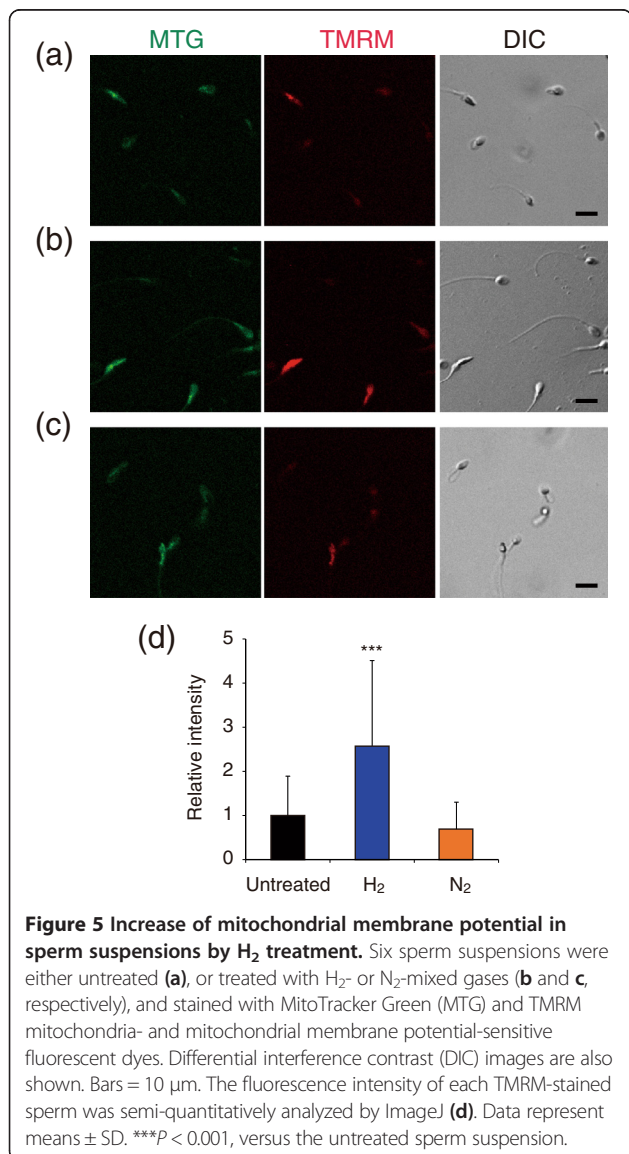 MTG TMRM DIC
(a)
(b)
(c)
(d)
5
4
3
2
1
0
Relative intensity
***
Untreated H₂ N₂
Figure 5 Increase of mitochondrial membrane potential in
sperm suspensions by H₂ treatment. Six sperm suspensions were
either untreated (a), or treated with H₂- or N₂-mixed gases (b and c,
respectively), and stained with MitoTracker Green (MTG) and TMRM
mitochondria- and mitochondrial membrane potential-sensitive
fluorescent dyes. Differential interference contrast (DIC) images are also
shown. Bars = 10 μm. The fluorescence intensity of each TMRM-stained
sperm was semi-quantitatively analyzed by ImageJ (d). Data represent
means ± SD. ***P < 0.001, versus the untreated sperm suspension.